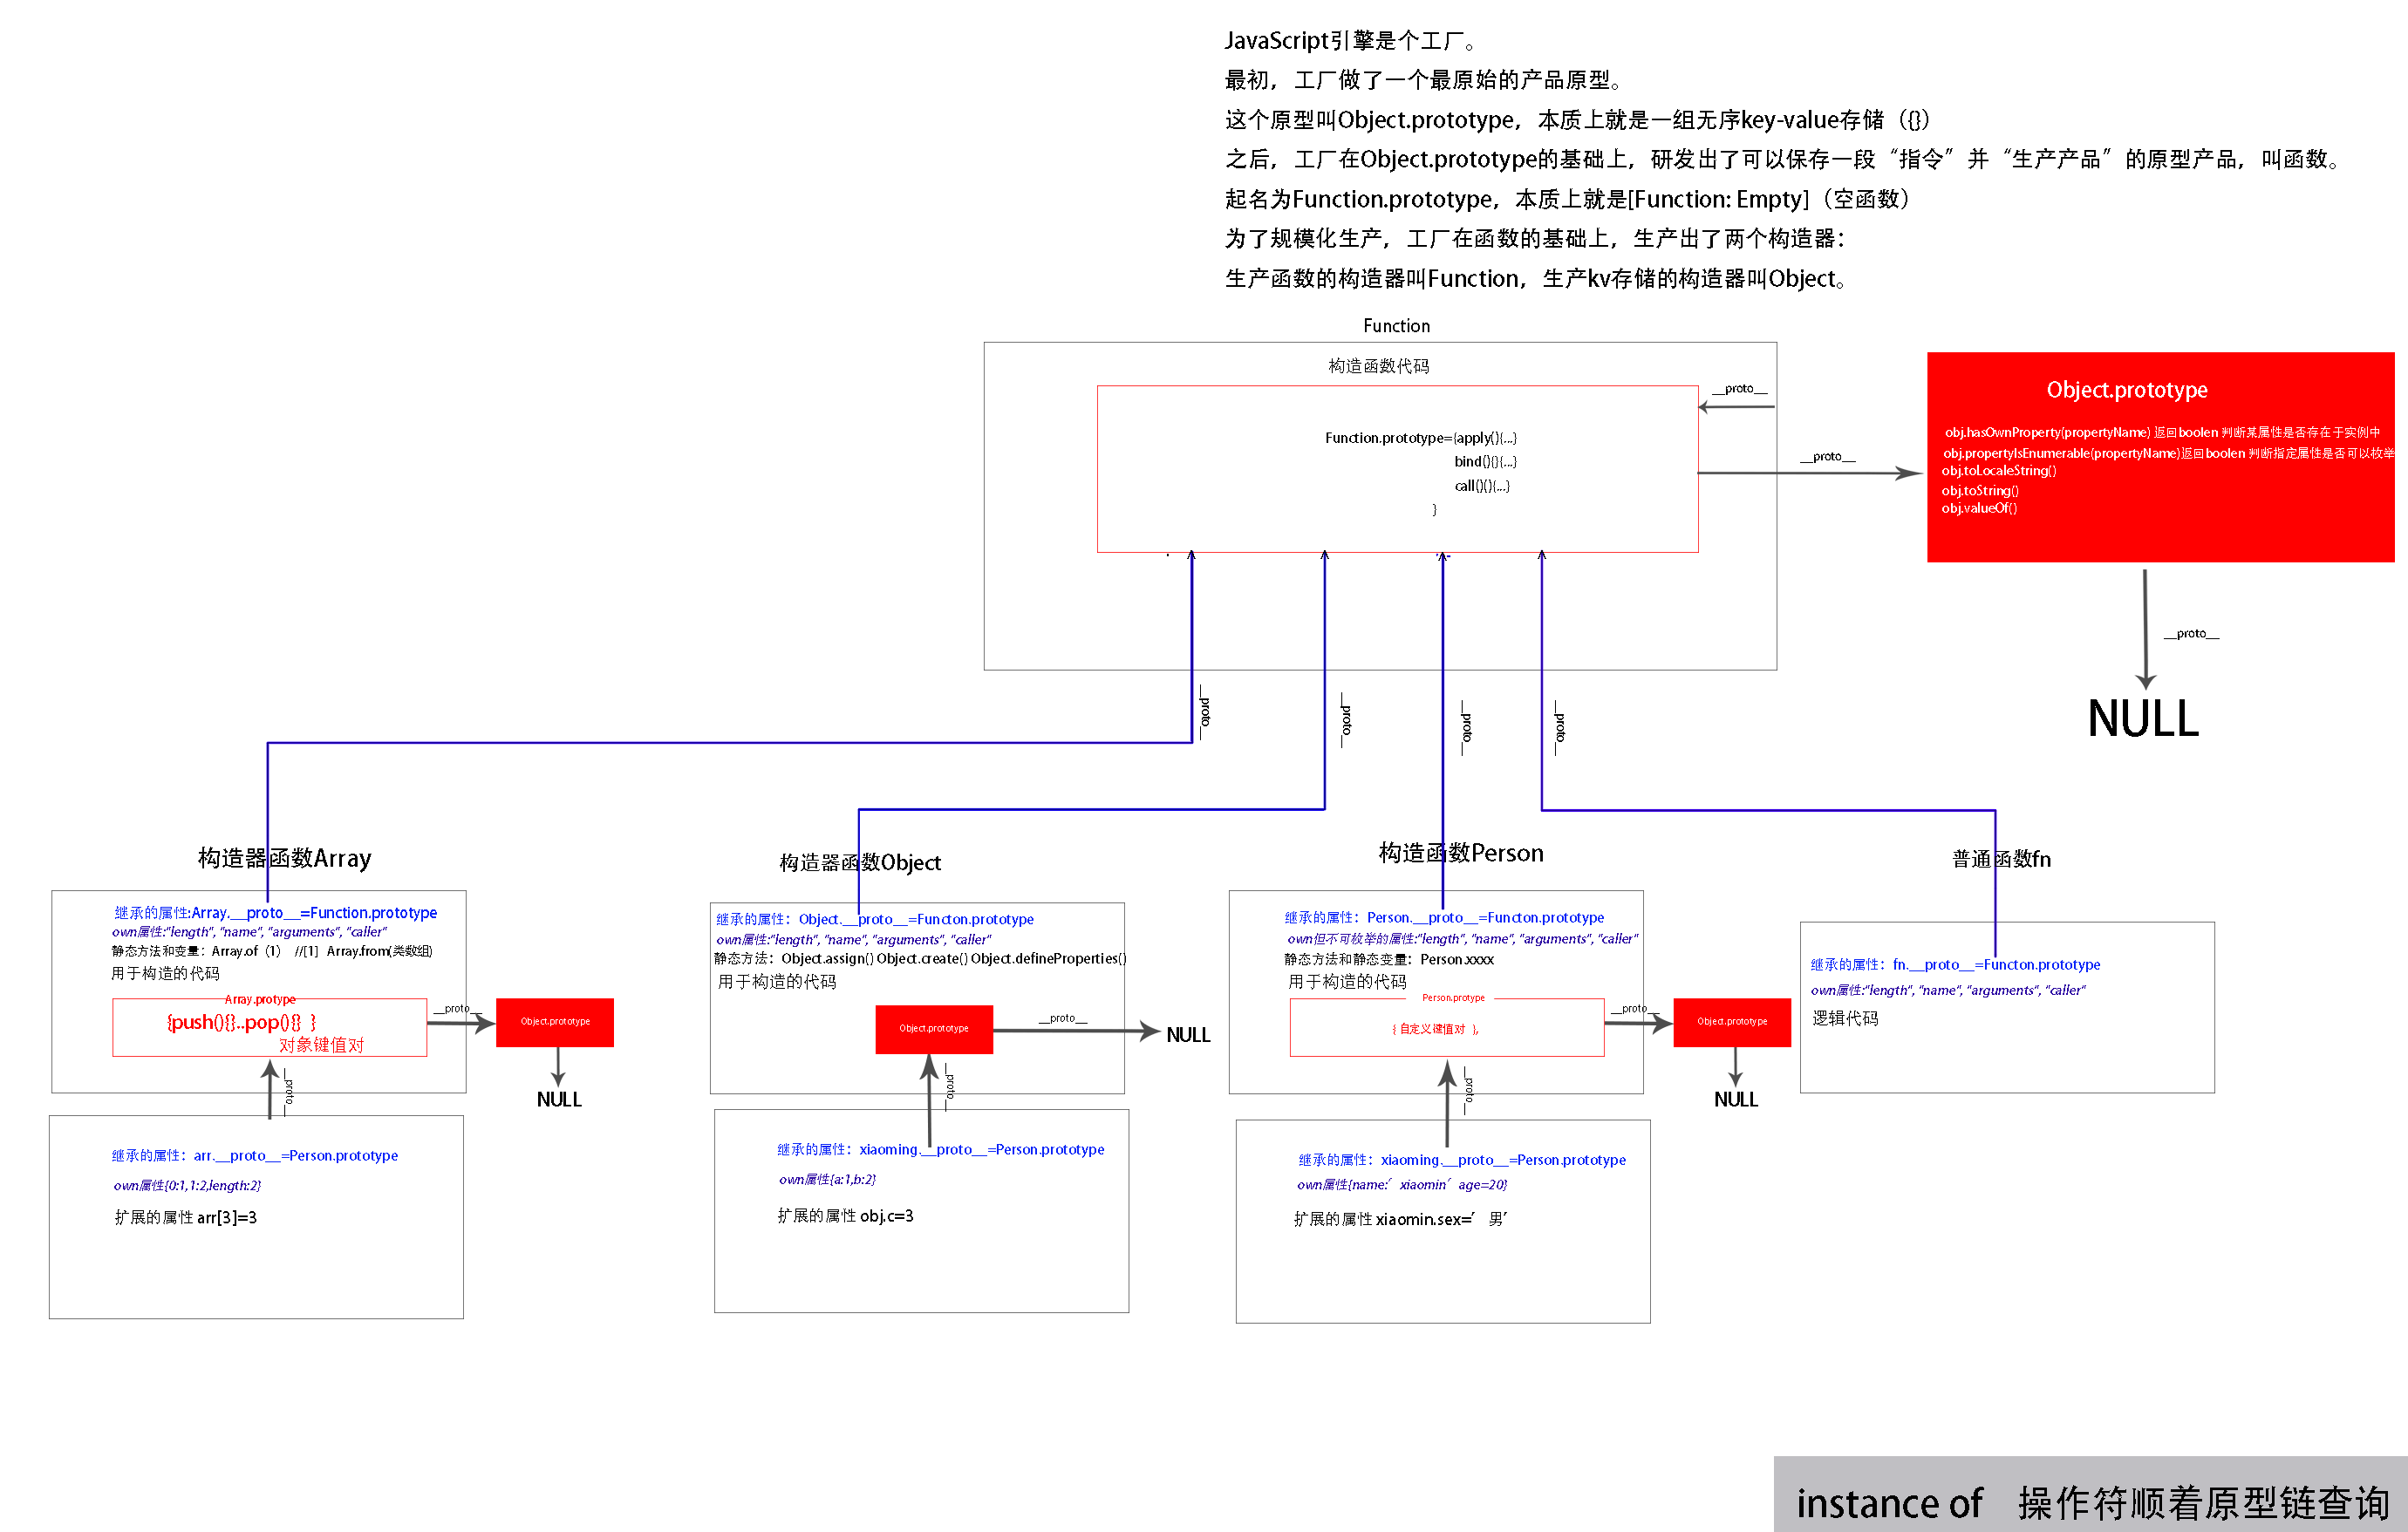 JavaScript引擎是个工厂。
最初，工厂做了一个最原始的产品原型。
这个原型叫Object.prototype，本质上就是一组无序key-value存储（{}）
之后，工厂在Object.prototype的基础上，研发出了可以保存一段“指令”并“生产产品”的原型产品，叫函数。
起名为Function.prototype，本质上就是[Function: Empty]（空函数）
为了规模化生产，工厂在函数的基础上，生产出了两个构造器：
生产函数的构造器叫Function，生产kv存储的构造器叫Object。
Function
构造函数代码
__proto__
Function.prototype={apply(){...}
bind(){}{...}
call()(){...}
}
__proto__
Object.prototype
obj.hasOwnProperty(propertyName) 返回boolen 判断某属性是否存在于实例中
obj.propertyIsEnumerable(propertyName)返回boolen 判断指定属性是否可以枚举
obj.toLocaleString()
obj.toString()
obj.valueOf()
__proto__
NULL
__proto__
__proto__
__proto__
__proto__
构造器函数Array
继承的属性:Array.__proto__=Function.prototype
own属性:"length", "name", "arguments", "caller"
静态方法和变量：Array.of（1） //[1] Array.from(类数组)
用于构造的代码
Array.protype
{push(){}..pop(){} }
对象键值对
__proto__
Object.prototype
NULL
__proto__
继承的属性：arr.__proto__=Person.prototype
own属性{0:1,1:2,length:2}
扩展的属性 arr[3]=3
构造器函数Object
继承的属性：Object.__proto__=Functon.prototype
own属性:"length", "name", "arguments", "caller"
静态方法：Object.assign() Object.create() Object.defineProperties()
用于构造的代码
Object.prototype
__proto__
NULL
__proto__
继承的属性：xiaoming.__proto__=Person.prototype
own属性{a:1,b:2}
扩展的属性 obj.c=3
构造函数Person
继承的属性：Person.__proto__=Functon.prototype
own但不可枚举的属性:"length", "name", "arguments", "caller"
静态方法和静态变量：Person.xxxx
用于构造的代码
Person.protype
{ 自定义键值对 },
__proto__
Object.prototype
NULL
__proto__
继承的属性：xiaoming.__proto__=Person.prototype
own属性{name:′ xiaomin′ age=20}
扩展的属性 xiaomin.sex=′ 男′
普通函数fn
继承的属性：fn.__proto__=Functon.prototype
own属性:"length", "name", "arguments", "caller"
逻辑代码
instance of 操作符顺着原型链查询